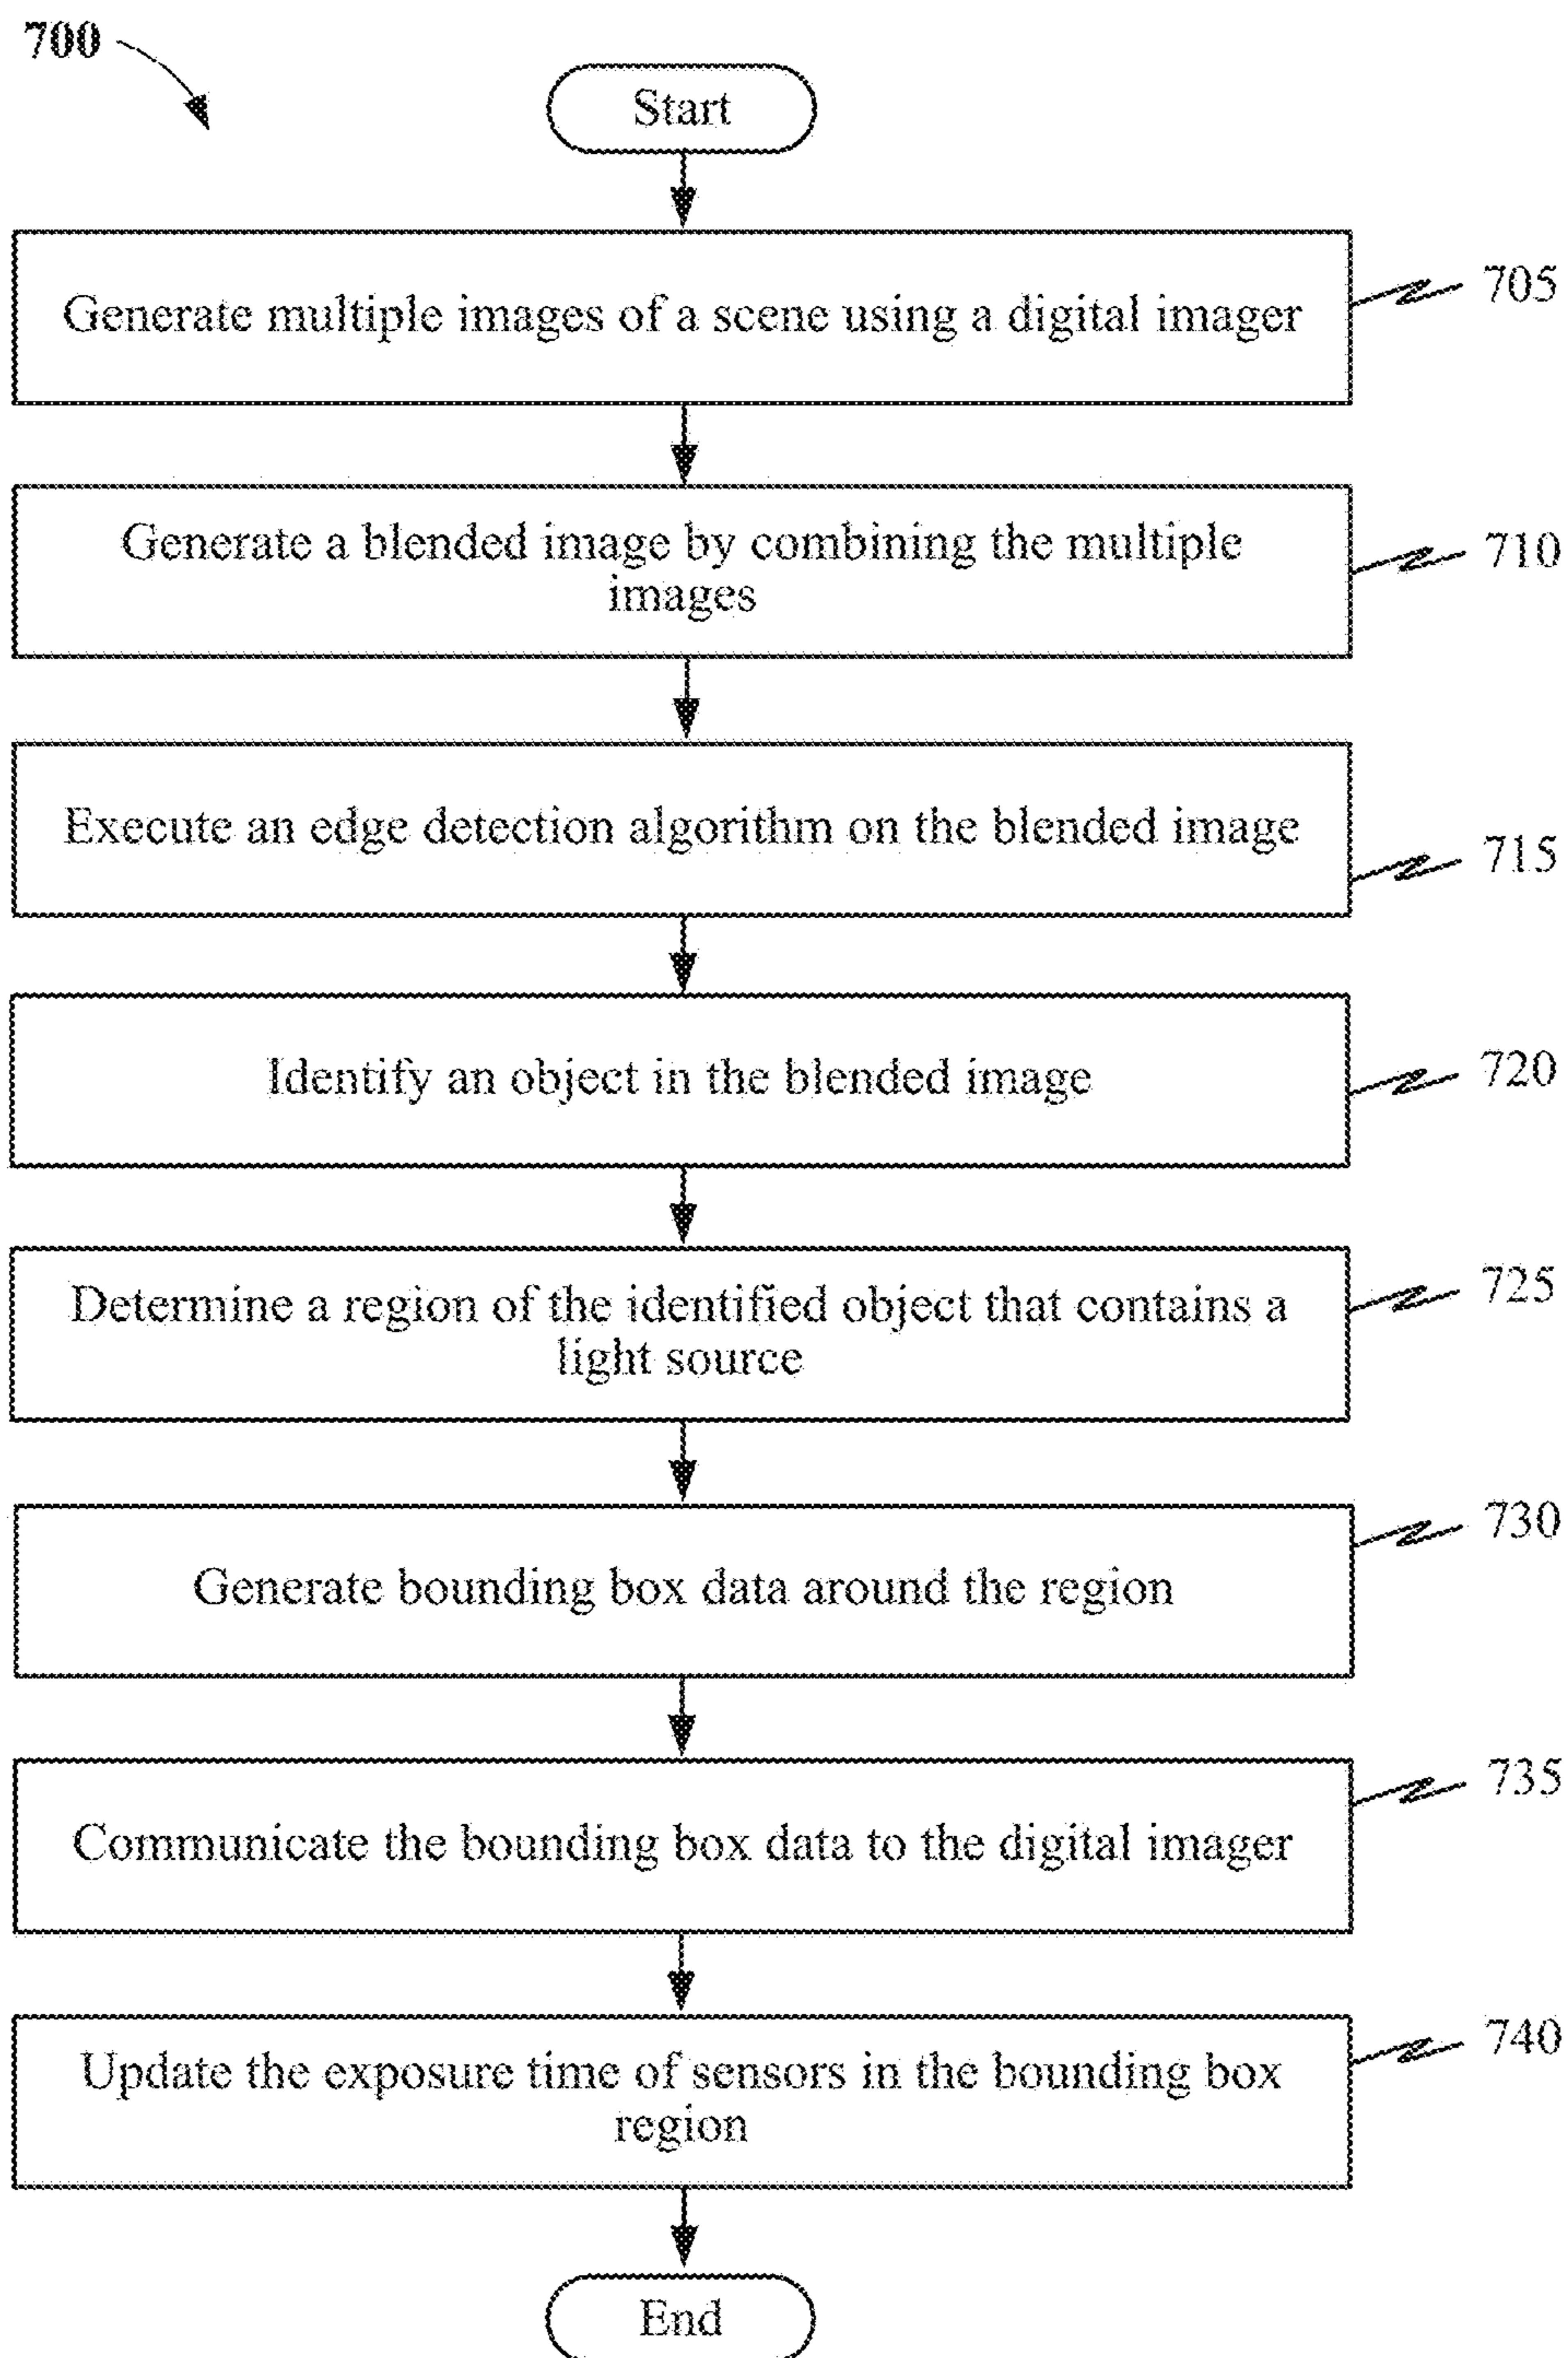 700
Start
Generate multiple images of a scene using a digital imager
705
Generate a blended image by combining the multiple
images
710
Execute an edge detection algorithm on the blended image
715
Identify an object in the blended image
720
Determine a region of the identified object that contains a
light source
725
Generate bounding box data around the region
730
Communicate the bounding box data to the digital imager
735
Update the exposure time of sensors in the bounding box
region
740
End